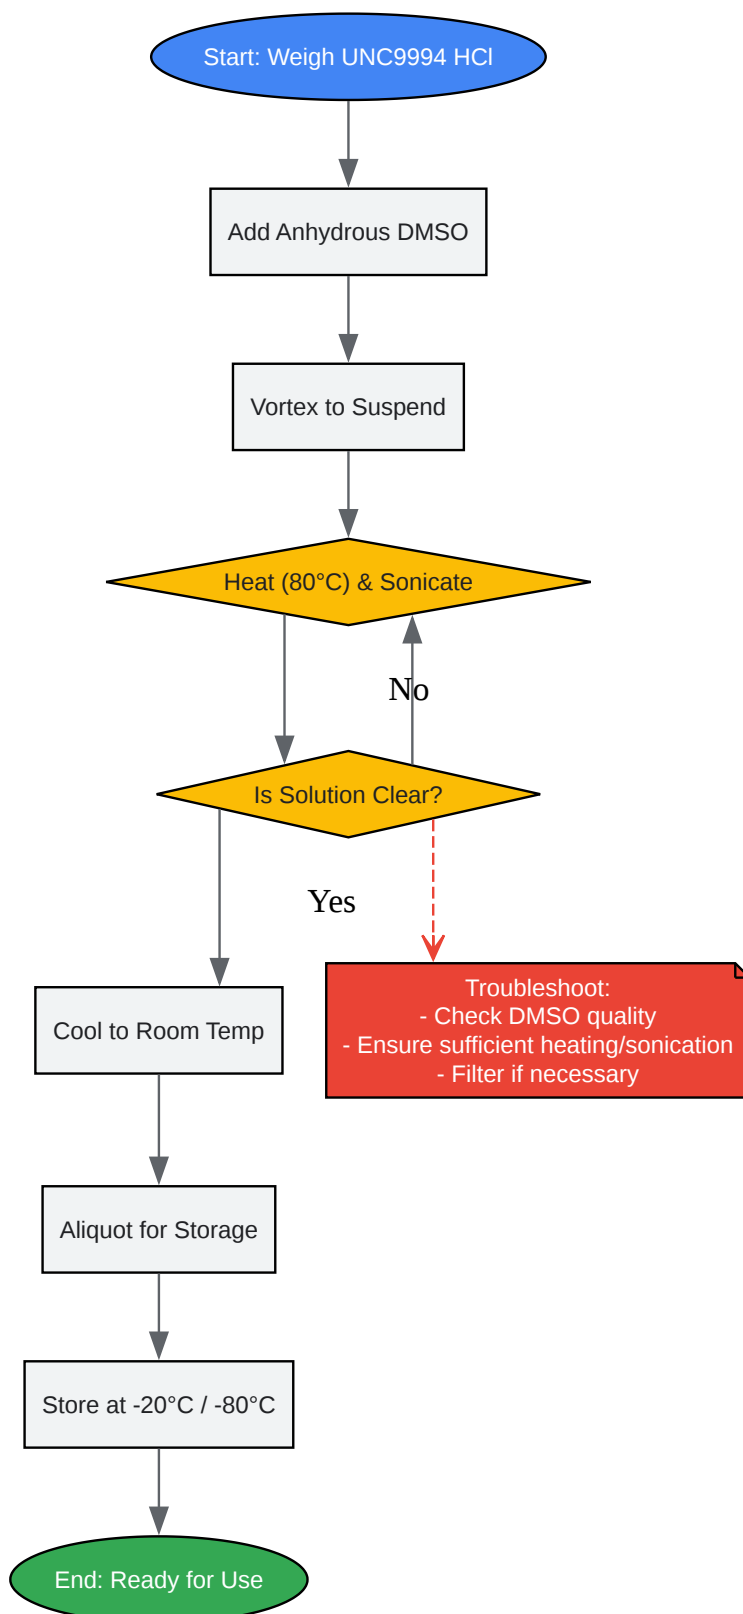 Start: Weigh UNC9994 HCl
Add Anhydrous DMSO
Vortex to Suspend
Heat (80°C) & Sonicate
No
Is Solution Clear?
Yes
Troubleshoot:
- Check DMSO quality
- Ensure sufficient heating/sonication
- Filter if necessary
Cool to Room Temp
Aliquot for Storage
Store at -20°C / -80°C
End: Ready for Use